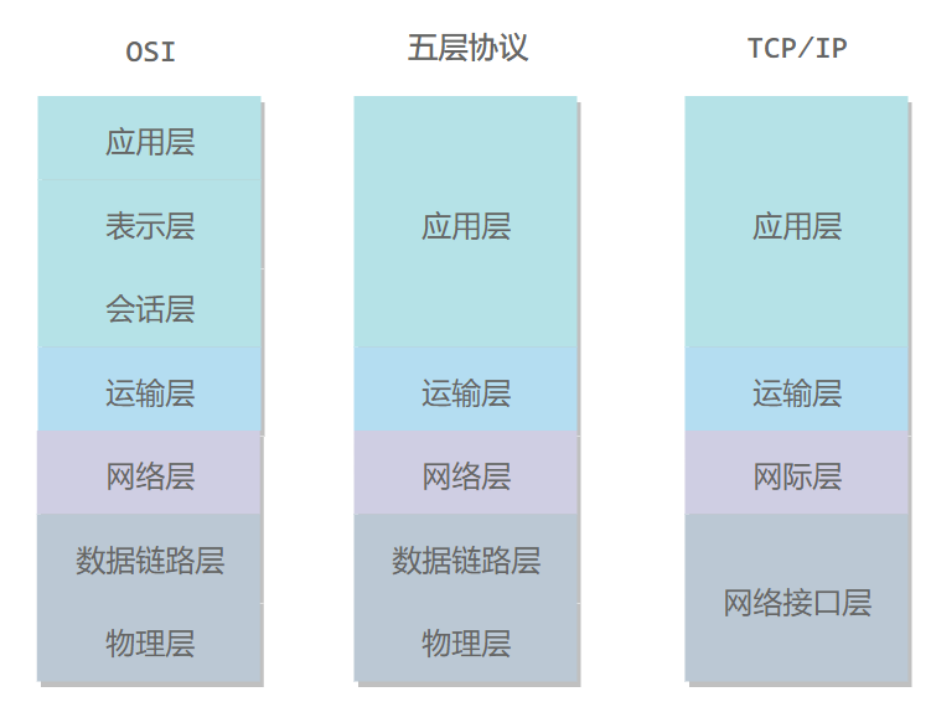 OSI
五层协议
TCP/IP
应用层
表示层
会话层
运输层
网络层
数据链路层
物理层
应用层
运输层
网络层
数据链路层
物理层
应用层
运输层
网际层
网络接口层